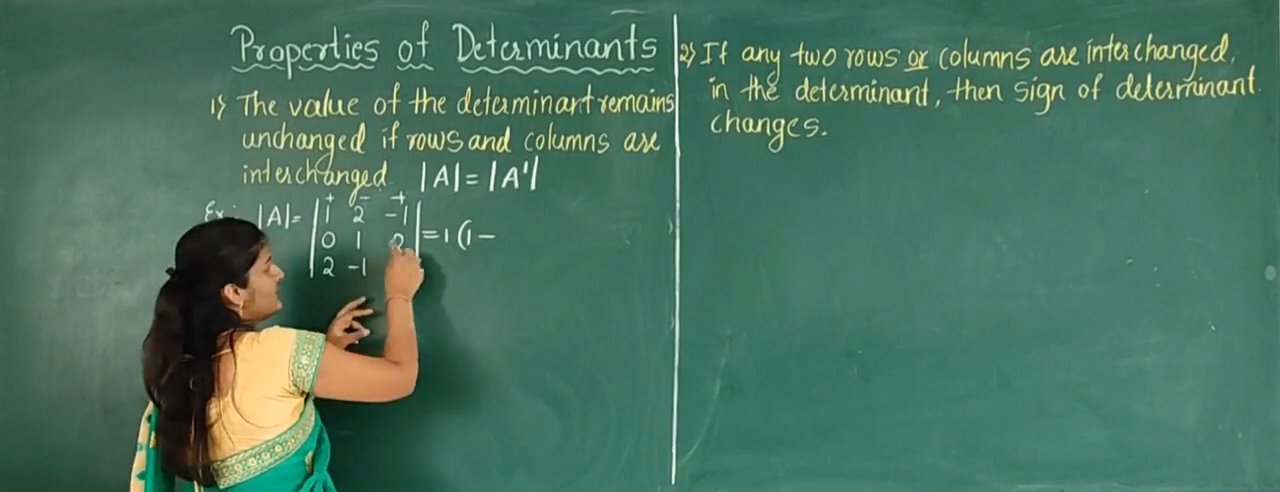 Properties of Determinants
1) The value of the determinant remains
unchanged if rows and columns are
interchanged. |A| = |A'|
Ex: |A| = | 1 2 -1 | = 1 (1 -
+ - +
0 1 2
2 -1
2) If any two rows or columns are interchanged,
in the determinant, then sign of determinant
changes.